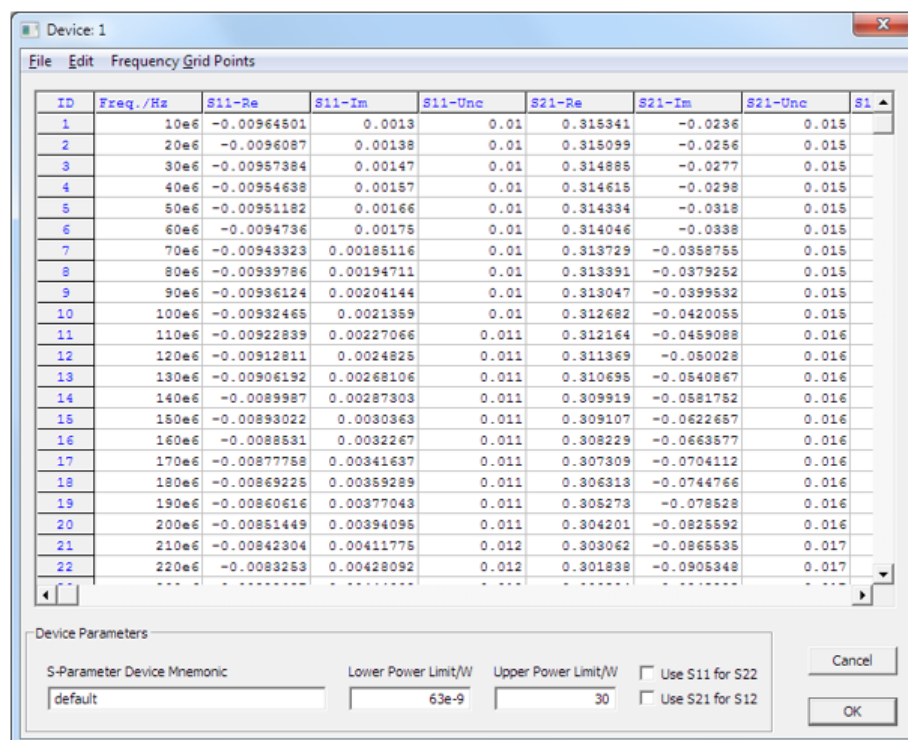 Device: 1
File Edit Frequency Grid Points
ID Freq./Hz S11-Re S11-Im S11-Unc S21-Re S21-Im S21-Unc S1
1 10e6 -0.00964501 0.0013 0.01 0.315341 -0.0236 0.015
2 20e6 -0.0096087 0.00138 0.01 0.315099 -0.0256 0.015
3 30e6 -0.00957384 0.00147 0.01 0.314885 -0.0277 0.015
4 40e6 -0.00954638 0.00157 0.01 0.314615 -0.0298 0.015
5 50e6 -0.00951182 0.00166 0.01 0.314334 -0.0318 0.015
6 60e6 -0.0094736 0.00175 0.01 0.314046 -0.0338 0.015
7 70e6 -0.00943323 0.00185116 0.01 0.313729 -0.0358755 0.015
8 80e6 -0.00939786 0.00194711 0.01 0.313391 -0.0379252 0.015
9 90e6 -0.00936124 0.00204144 0.01 0.313047 -0.0399532 0.015
10 100e6 -0.00932465 0.0021359 0.01 0.312682 -0.0420055 0.015
11 110e6 -0.00922839 0.00227066 0.011 0.312164 -0.0459088 0.016
12 120e6 -0.00912811 0.0024825 0.011 0.311369 -0.050028 0.016
13 130e6 -0.00906192 0.00268106 0.011 0.310695 -0.0540867 0.016
14 140e6 -0.0089987 0.00287303 0.011 0.309919 -0.0581752 0.016
15 150e6 -0.00893022 0.0030363 0.011 0.309107 -0.0622657 0.016
16 160e6 -0.0088531 0.0032267 0.011 0.308229 -0.0663577 0.016
17 170e6 -0.00877758 0.00341637 0.011 0.307309 -0.0704112 0.016
18 180e6 -0.00869225 0.00359289 0.011 0.306313 -0.0744766 0.016
19 190e6 -0.00860616 0.00377043 0.011 0.305273 -0.078528 0.016
20 200e6 -0.00851449 0.00394095 0.011 0.304201 -0.0825592 0.016
21 210e6 -0.00842304 0.00411775 0.012 0.303062 -0.0865535 0.017
22 220e6 -0.0083253 0.00428092 0.012 0.301838 -0.0905348 0.017
Device Parameters
S-Parameter Device Mnemonic Lower Power Limit/W Upper Power Limit/W Use S11 for S22 Cancel
default 63e-9 30 Use S21 for S12 OK